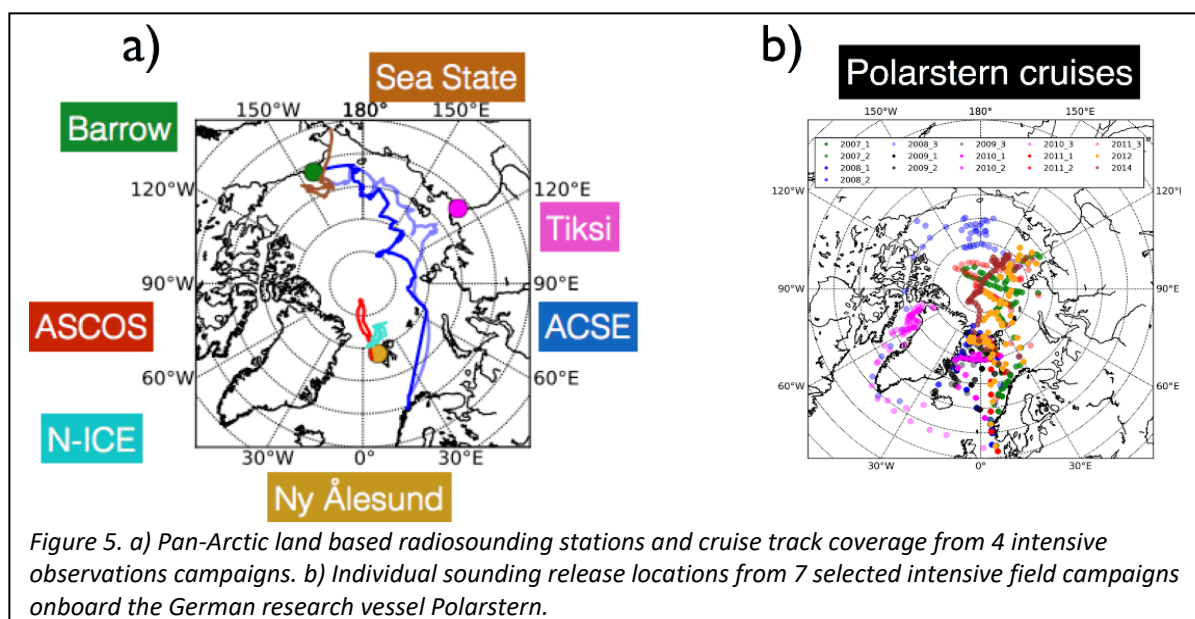 a)
Sea State
Barrow
150°W 180° 150°E
120°W
120°E
Tiksi
90°W
90°E
ASCOS
ACSE
60°W
60°E
N-ICE
30°W 0° 30°E
Ny Ålesund
b)
Polarstern cruises
150°W 180° 150°E
2007_1 2008_3 2009_3 2010_3 2011_3
2007_2 2009_1 2010_1 2011_1 2012
2008_1 2009_2 2010_2 2011_2 2014
2008_2
120°W
120°E
90°W
90°E
60°W
60°E
30°W 0° 30°E
Figure 5. a) Pan-Arctic land based radiosounding stations and cruise track coverage from 4 intensive
observations campaigns. b) Individual sounding release locations from 7 selected intensive field campaigns
onboard the German research vessel Polarstern.